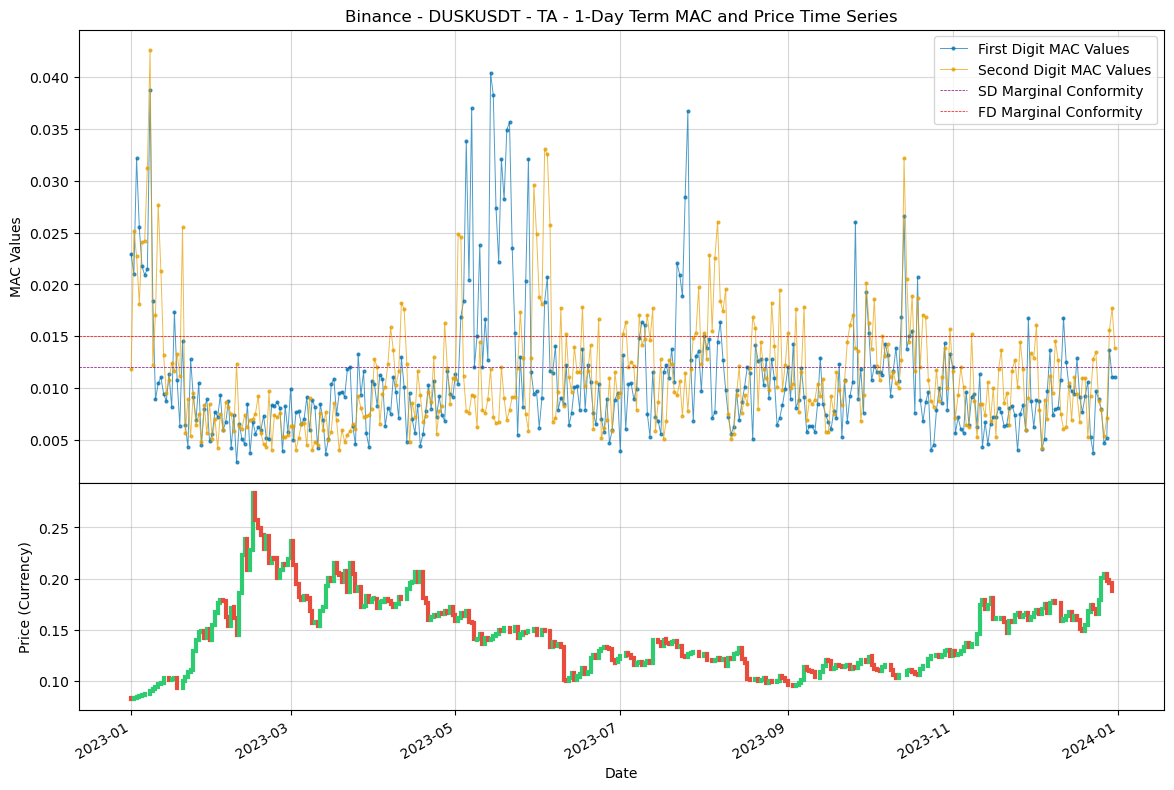 Binance - DUSKUSDT - TA - 1-Day Term MAC and Price Time Series
First Digit MAC Values
Second Digit MAC Values
SD Marginal Conformity
FD Marginal Conformity
MAC Values
0.040
0.035
0.030
0.025
0.020
0.015
0.010
0.005
Price (Currency)
0.25
0.20
0.15
0.10
2023-01
2023-03
2023-05
2023-07
2023-09
2023-11
2024-01
Date